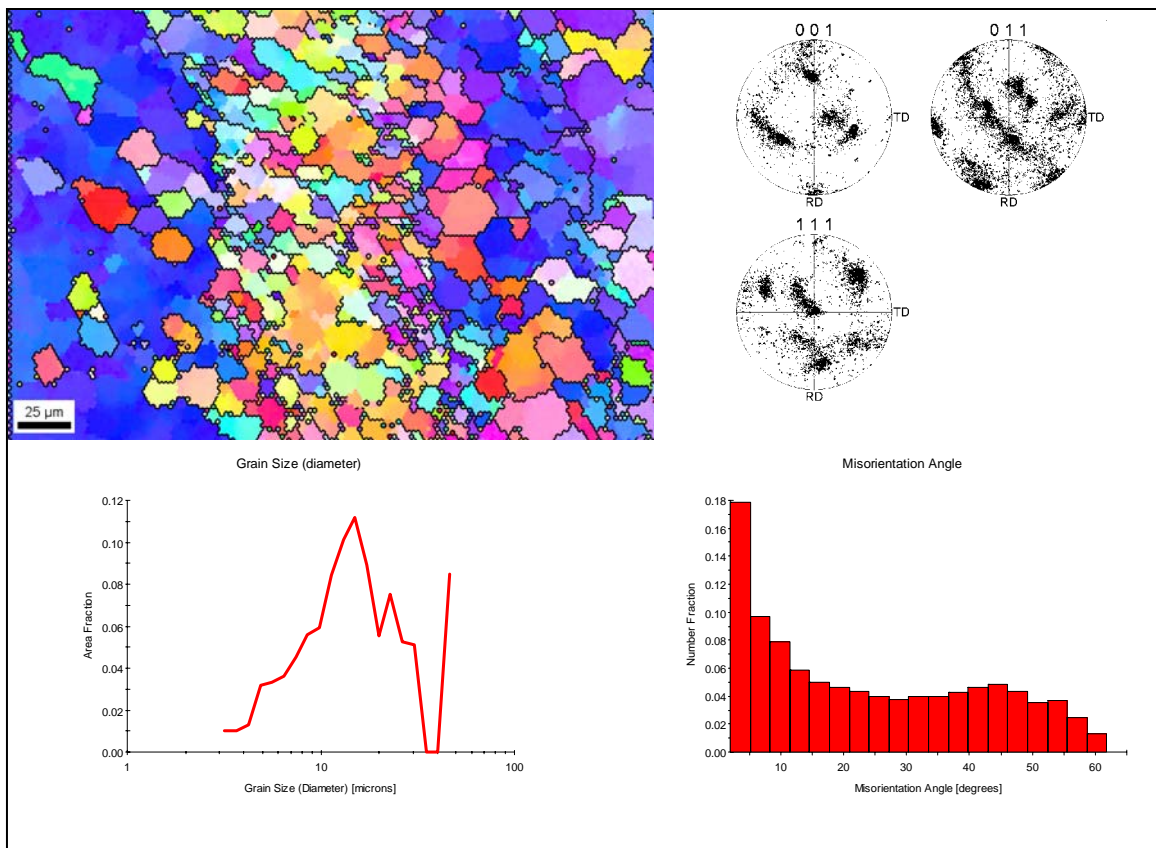 25 µm
0 0 1
TD
RD
0 1 1
TD
RD
1 1 1
TD
RD
Grain Size (diameter)
0.12
0.10
0.08
0.06
0.04
0.02
0.00
Area Fraction
1
10
100
Grain Size (Diameter) [microns]
Misorientation Angle
0.18
0.16
0.14
0.12
0.10
0.08
0.06
0.04
0.02
0.00
Number Fraction
10
20
30
40
50
60
Misorientation Angle [degrees]